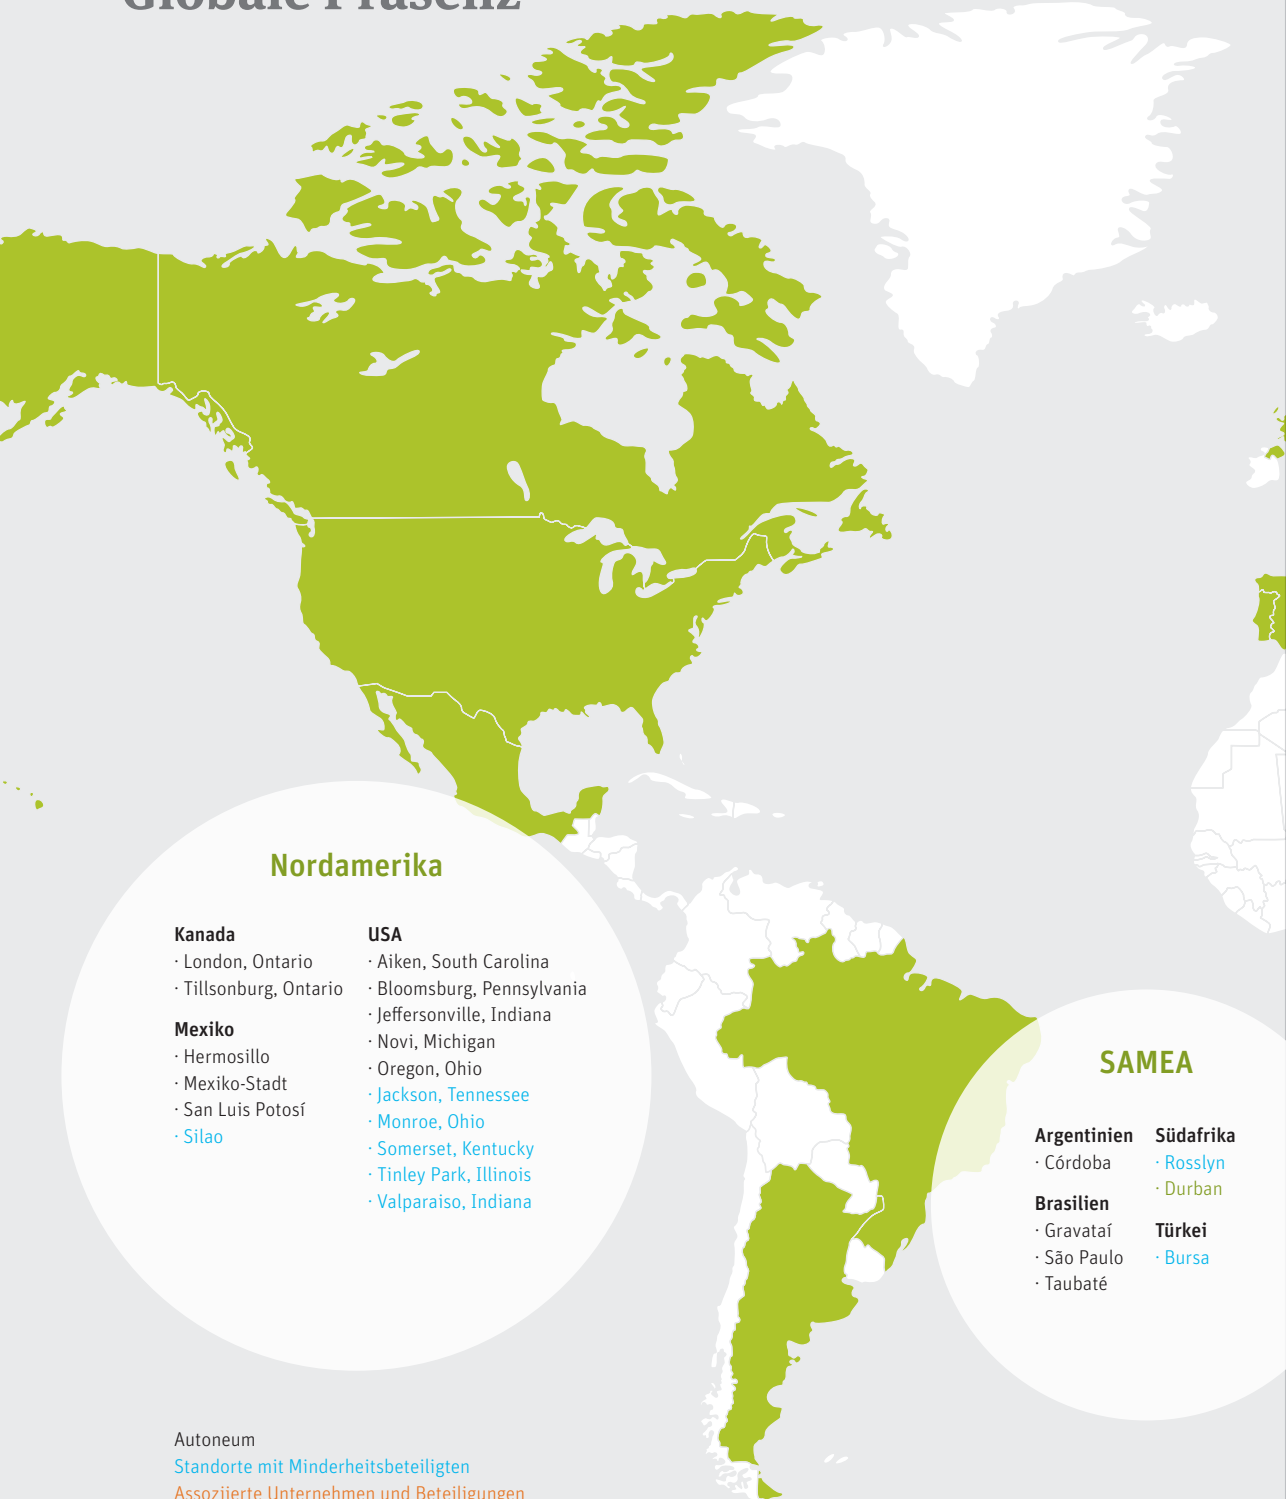 Globale Präsenz
Nordamerika
Kanada
· London, Ontario
· Tillsonburg, Ontario
Mexiko
· Hermosillo
· Mexiko-Stadt
· San Luis Potosí
· Silao
USA
· Aiken, South Carolina
· Bloomsburg, Pennsylvania
· Jeffersonville, Indiana
· Novi, Michigan
· Oregon, Ohio
· Jackson, Tennessee
· Monroe, Ohio
· Somerset, Kentucky
· Tinley Park, Illinois
· Valparaiso, Indiana
SAMEA
Argentinien
· Córdoba
Brasilien
· Gravataí
· São Paulo
· Taubaté
Südafrika
· Rosslyn
· Durban
Türkei
· Bursa
Autoneum
Standorte mit Minderheitsbeteiligten
Assoziierte Unternehmen und Beteiligungen